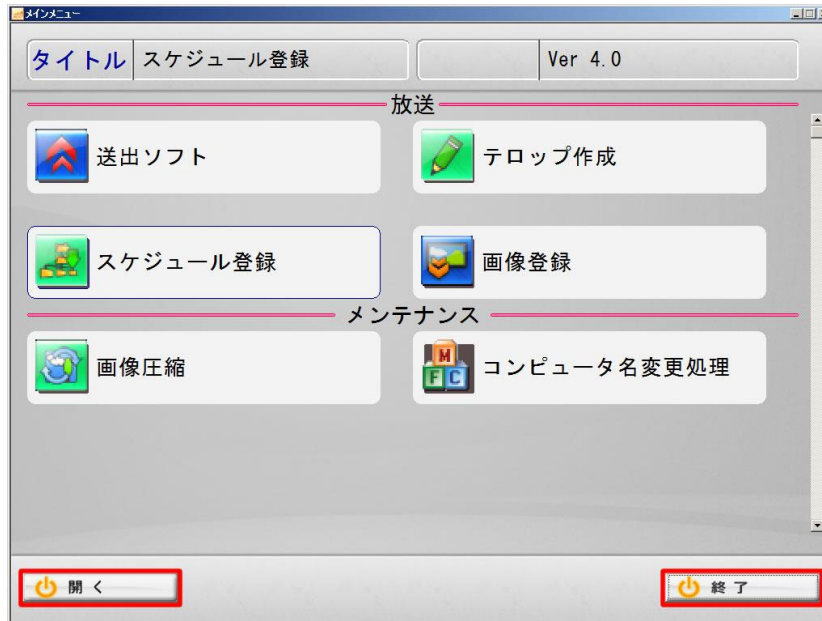 メインメニュー
タイトル スケジュール登録 Ver 4.0
放送
送出ソフト テロップ作成
スケジュール登録 画像登録
メンテナンス
画像圧縮 M F C コンピュータ名変更処理
開く 終了